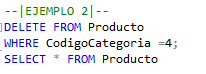 --|EJEMPLO 2|--
DELETE FROM Producto
WHERE CodigoCategoria =4;
SELECT * FROM Producto